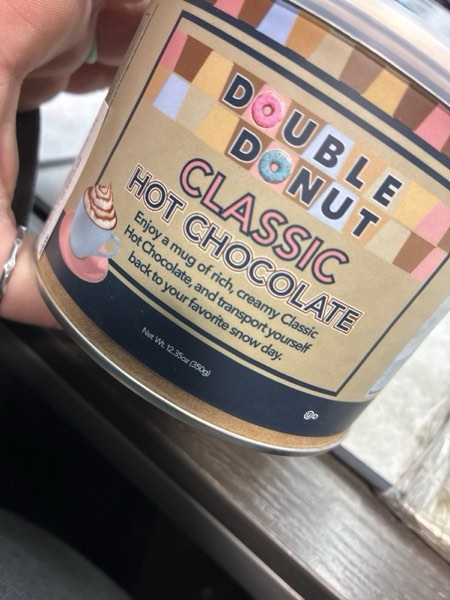 DOUBLE
DONUT
CLASSIC
HOT CHOCOLATE
Enjoy a mug of rich, creamy Classic
Hot Chocolate, and transport yourself
back to your favorite snow day.
Net Wt. 12.35oz (350g)